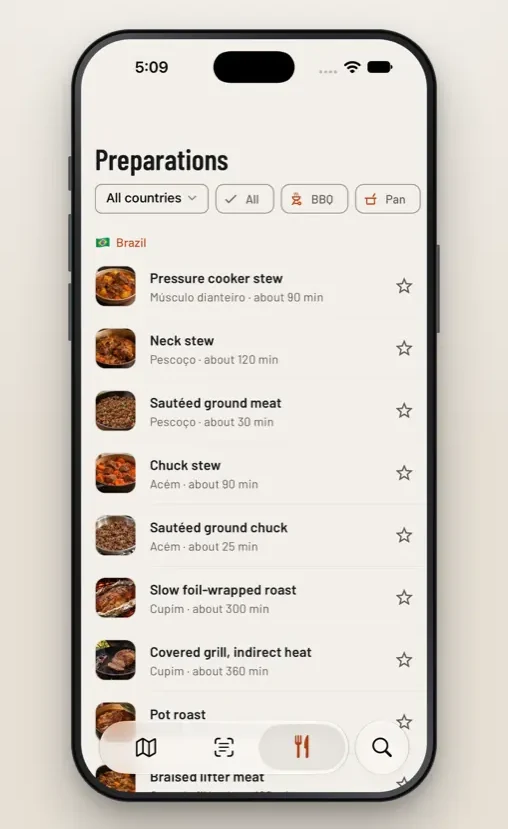 5:09
Preparations
All countries
All
BBQ
Pan
Brazil
Pressure cooker stew
Músculo dianteiro · about 90 min
Neck stew
Pescoço · about 120 min
Sautéed ground meat
Pescoço · about 30 min
Chuck stew
Acém · about 90 min
Sautéed ground chuck
Acém · about 25 min
Slow foil-wrapped roast
Cupim · about 300 min
Covered grill, indirect heat
Cupim · about 360 min
Pot roast
Braised lifter meat